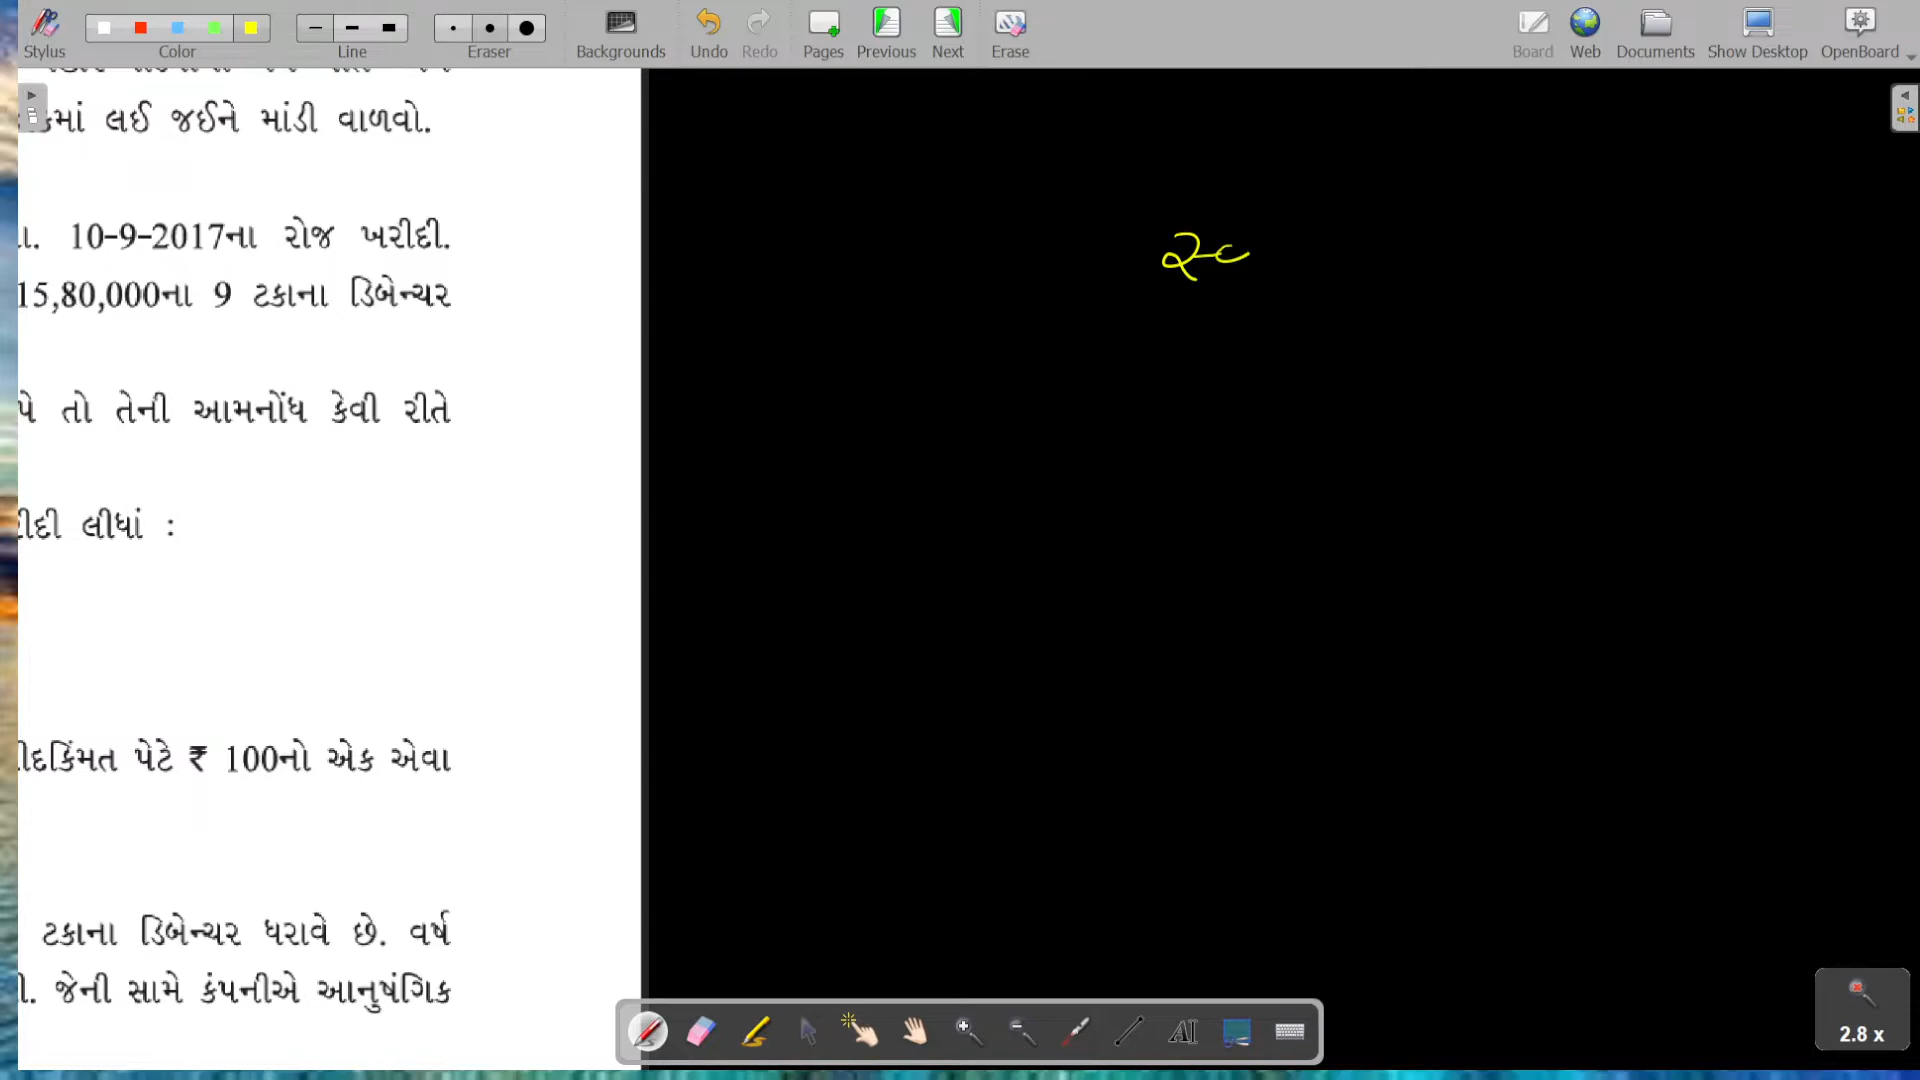 Stylus
Color
Line
Eraser
Backgrounds
Undo
Redo
Pages
Previous
Next
Erase
Board
Web
Documents
Show Desktop
OpenBoard
લઈ જઈને માંડી વાળવો.
10-9-2017ના રોજ ખરીદી.
15,80,000ના 9 ટકાના ડિબેન્ચર
તો તેની આમનોંધ કેવી રીતે
લીધાં :
પેટે ₹ 100નો એક એવા
ટકાના ડિબેન્ચર ધરાવે છે. વર્ષ
જેની સામે કંપનીએ આનુષંગિક
2.8 x